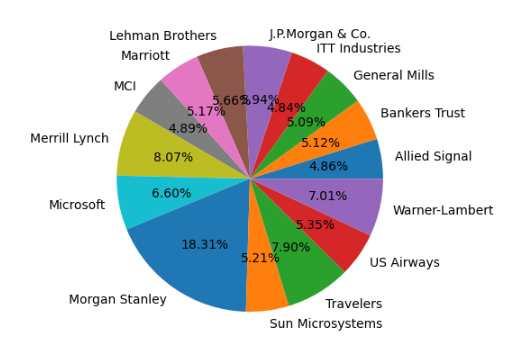 Lehman Brothers
J.P.Morgan & Co.
ITT Industries
Marriott
General Mills
MCI
Bankers Trust
Merrill Lynch
Allied Signal
Microsoft
Warner-Lambert
US Airways
Morgan Stanley
Travelers
Sun Microsystems
5.66%
5.94%
4.84%
5.17%
5.09%
4.89%
5.12%
8.07%
4.86%
6.60%
7.01%
5.35%
18.31%
7.90%
5.21%